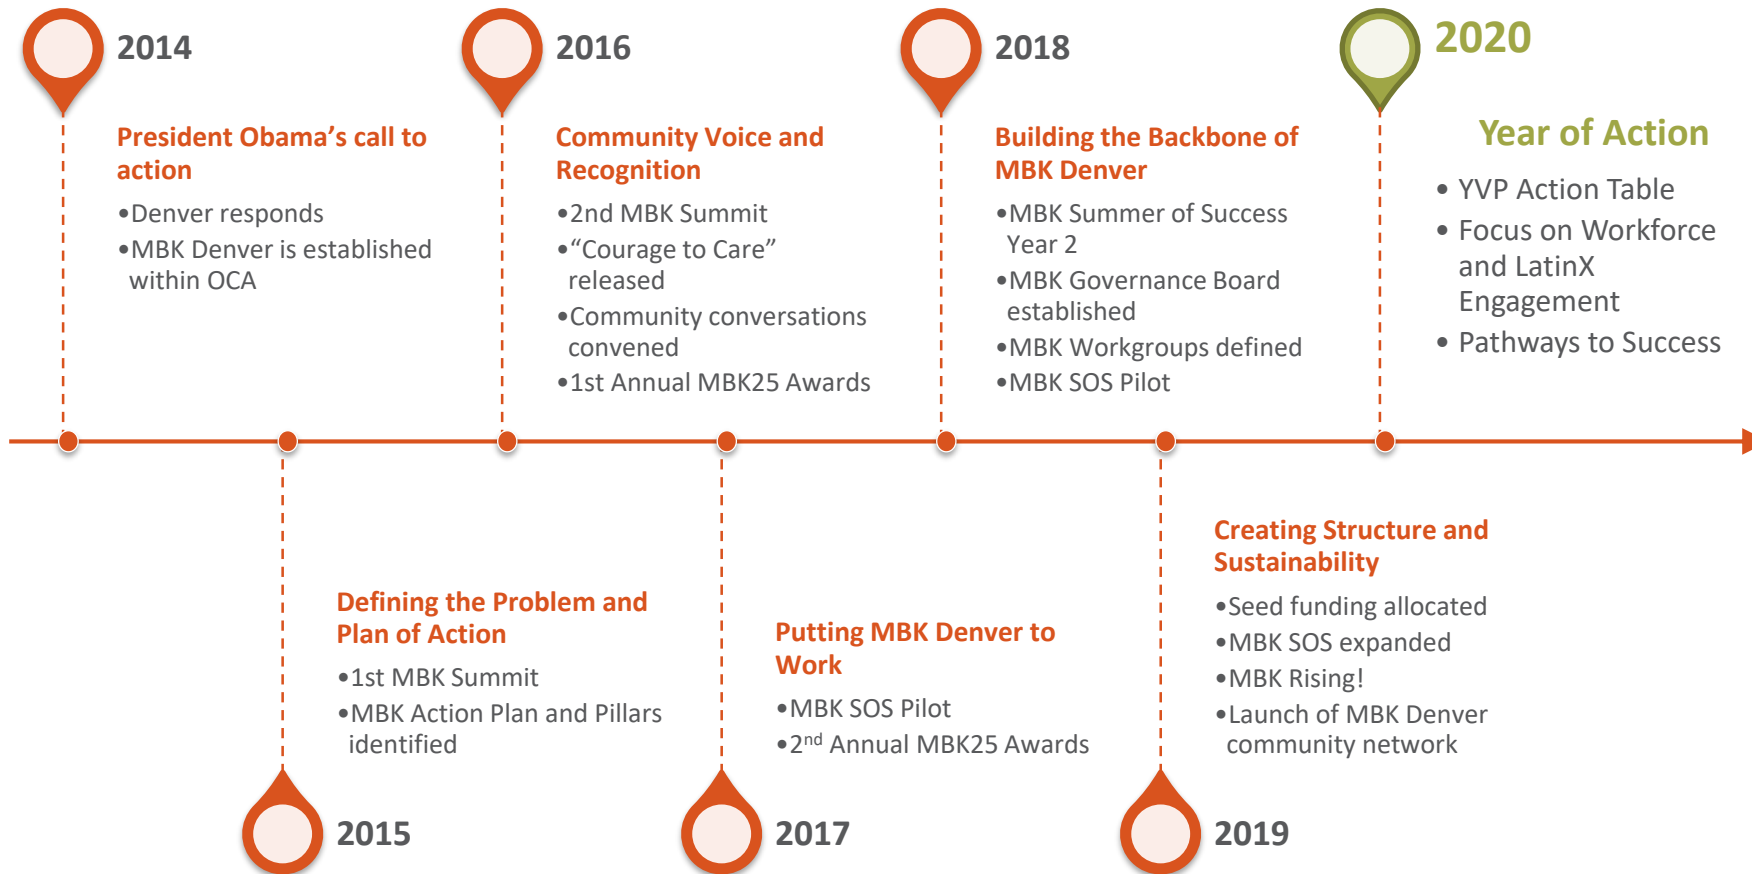 2014
President Obama’s call to
action
•Denver responds
•MBK Denver is established
within OCA
2016
Community Voice and
Recognition
•2nd MBK Summit
•“Courage to Care”
released
•Community conversations
convened
•1st Annual MBK25 Awards
2018
Building the Backbone of
MBK Denver
•MBK Summer of Success
Year 2
•MBK Governance Board
established
•MBK Workgroups defined
•MBK SOS Pilot
2020
Year of Action
• YVP Action Table
• Focus on Workforce
and LatinX
Engagement
• Pathways to Success
Defining the Problem and
Plan of Action
•1st MBK Summit
•MBK Action Plan and Pillars
identified
2015
Putting MBK Denver to
Work
•MBK SOS Pilot
•2nd Annual MBK25 Awards
2017
Creating Structure and
Sustainability
•Seed funding allocated
•MBK SOS expanded
•MBK Rising!
•Launch of MBK Denver
community network
2019